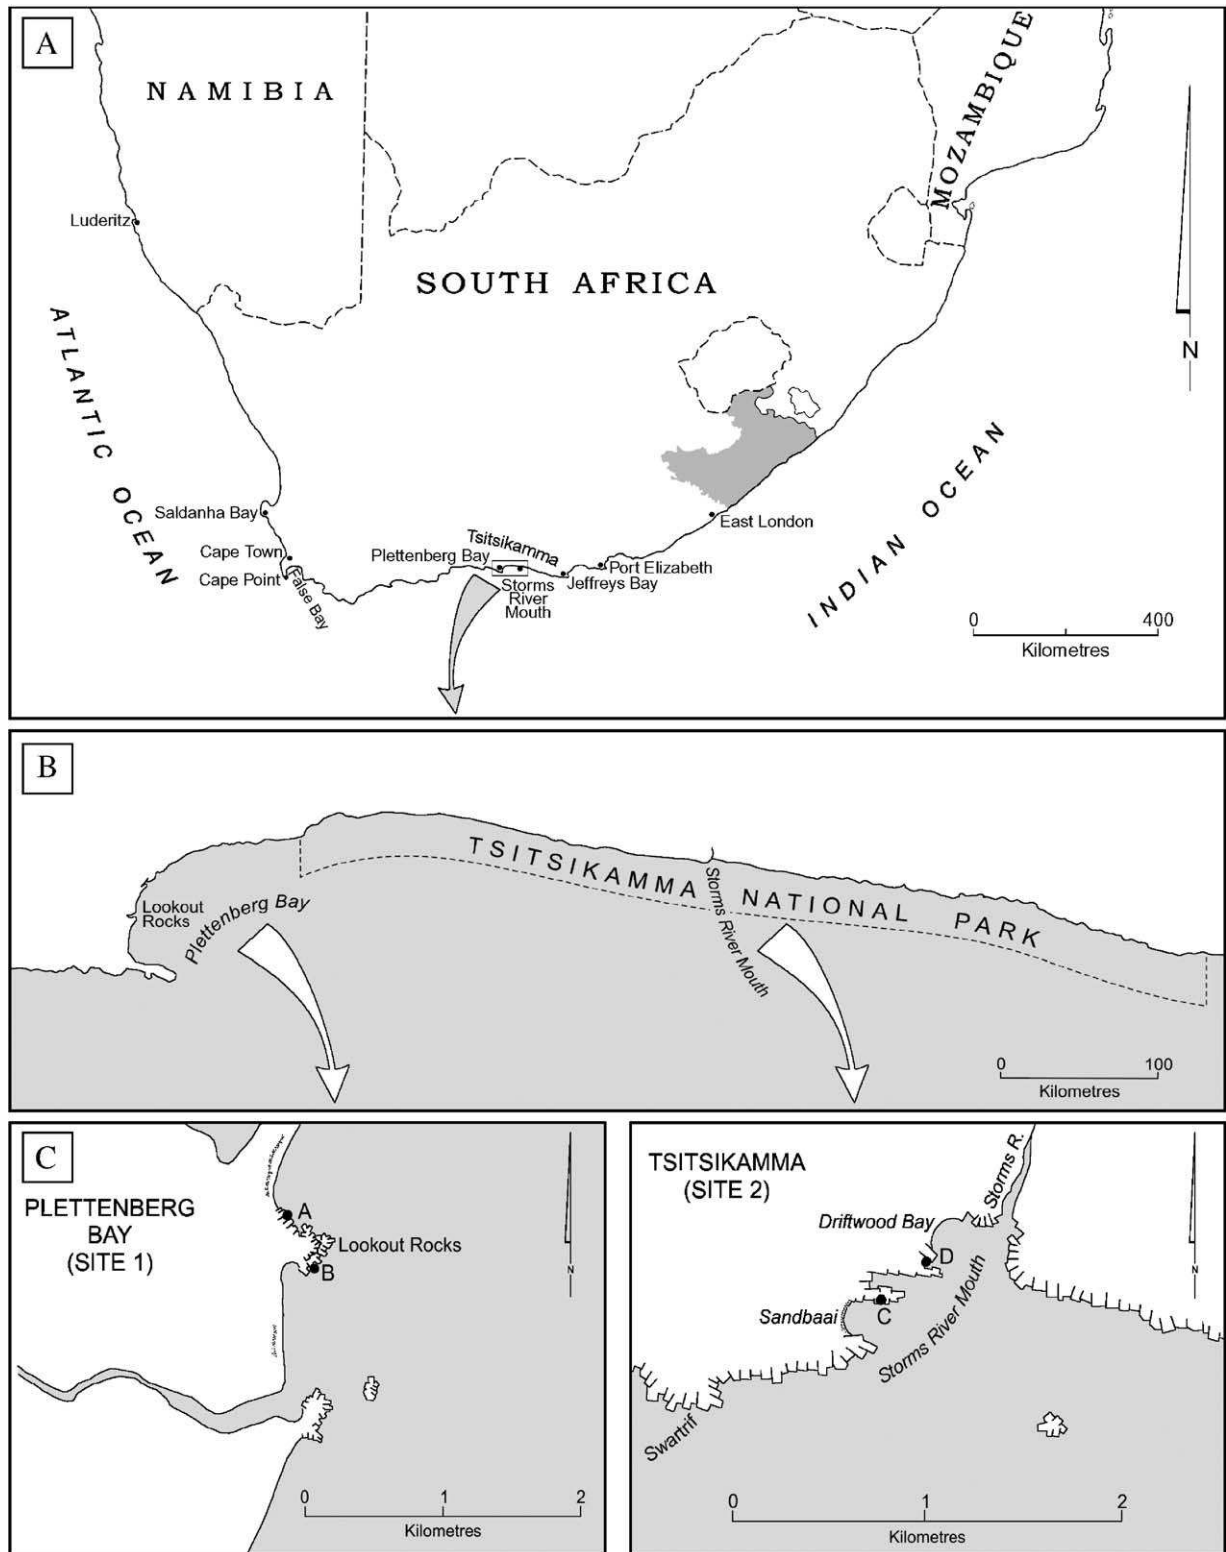 A
NAMIBIA
MOZAMBIQUE
Luderitz
SOUTH AFRICA
N
ATLANTIC OCEAN
INDIAN OCEAN
Saldanha Bay
East London
Cape Town
Cape Point
False Bay
Tsitsikamma
Plettenberg Bay
Storms
River
Mouth
Jeffreys Bay
Port Elizabeth
0 400
Kilometres
B
TSITSIKAMMA NATIONAL PARK
Lookout
Rocks
Plettenberg Bay
Storms River Mouth
0 100
Kilometres
C
PLETTENBERG
BAY
(SITE 1)
A
Lookout Rocks
B
N
0 1 2
Kilometres
TSITSIKAMMA
(SITE 2)
Storms R.
Driftwood Bay
D
N
Sandbaai
C
Storms River Mouth
Swartrif
0 1 2
Kilometres